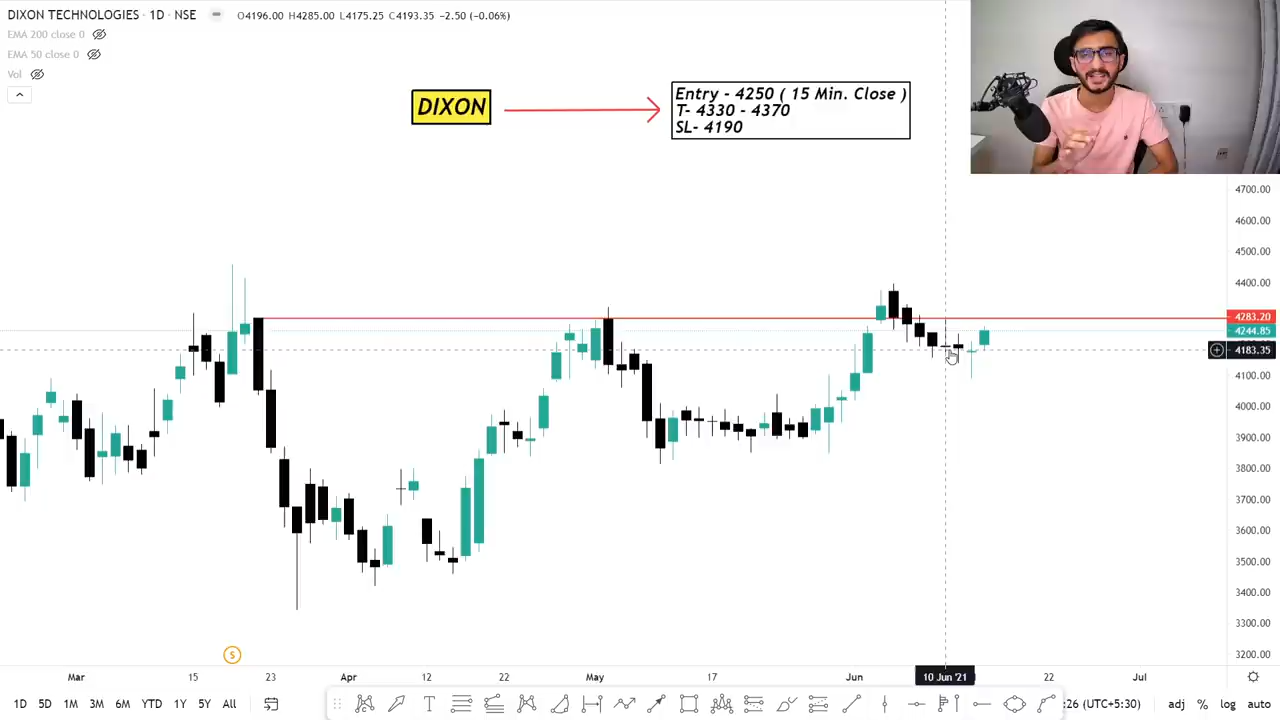 DIXON TECHNOLOGIES · 1D · NSE
O4196.00 H4285.00 L4175.25 C4193.35 −2.50 (−0.06%)
EMA 200 close 0
EMA 50 close 0
Vol
DIXON
Entry - 4250 ( 15 Min. Close )
T- 4330 - 4370
SL- 4190
4700.00
4600.00
4500.00
4400.00
4283.20
4244.85
4183.35
4100.00
4000.00
3900.00
3800.00
3700.00
3600.00
3500.00
3400.00
3300.00
3200.00
S
Mar
15
23
Apr
12
22
May
17
Jun
10 Jun '21
22
Jul
1D 5D 1M 3M 6M YTD 1Y 5Y All
:26 (UTC+5:30)
adj % log auto